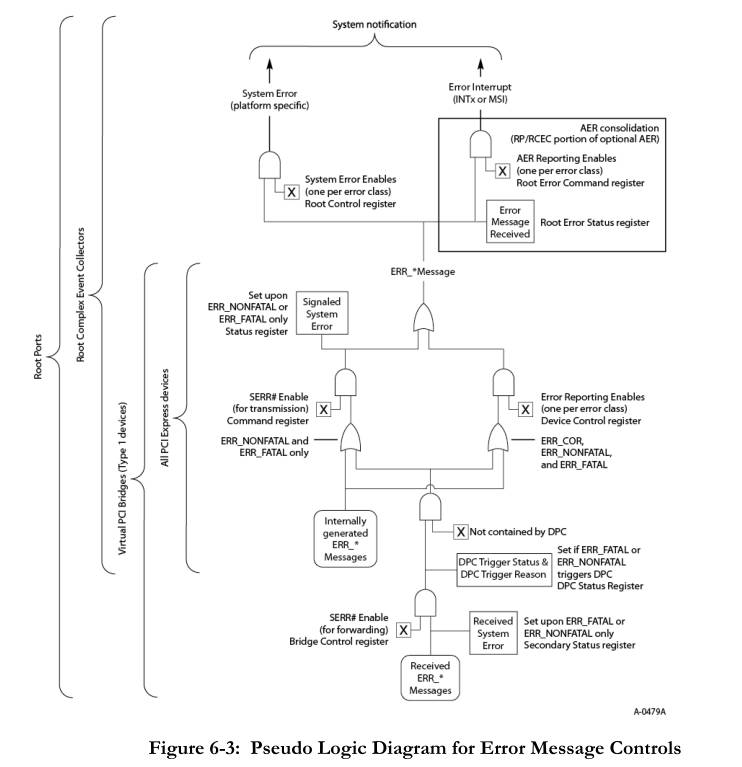 System notification
System Error
(platform specific)
Error Interrupt
(INTx or MSI)
AER consolidation
(RP/RCEC portion of optional AER)
AER Reporting Enables
(one per error class)
Root Error Command register
X
System Error Enables
(one per error class)
Root Control register
X
Error
Message
Received
Root Error Status register
ERR_*Message
Set upon
ERR_NONFATAL or
ERR_FATAL only
Status register
Signaled
System
Error
SERR# Enable
(for transmission)
Command register
X
X
Error Reporting Enables
(one per error class)
Device Control register
ERR_NONFATAL and
ERR_FATAL only
ERR_COR,
ERR_NONFATAL,
and ERR_FATAL
Internally
generated
ERR_*
Messages
X
Not contained by DPC
DPC Trigger Status &
DPC Trigger Reason
Set if ERR_FATAL or
ERR_NONFATAL
triggers DPC
DPC Status Register
SERR# Enable
(for forwarding)
Bridge Control register
X
Received
System
Error
Set upon ERR_FATAL or
ERR_NONFATAL only
Secondary Status register
Received
ERR_*
Messages
Root Ports
Root Complex Event Collectors
Virtual PCI Bridges (Type 1 devices)
All PCI Express devices
A-0479A
Figure 6-3: Pseudo Logic Diagram for Error Message Controls